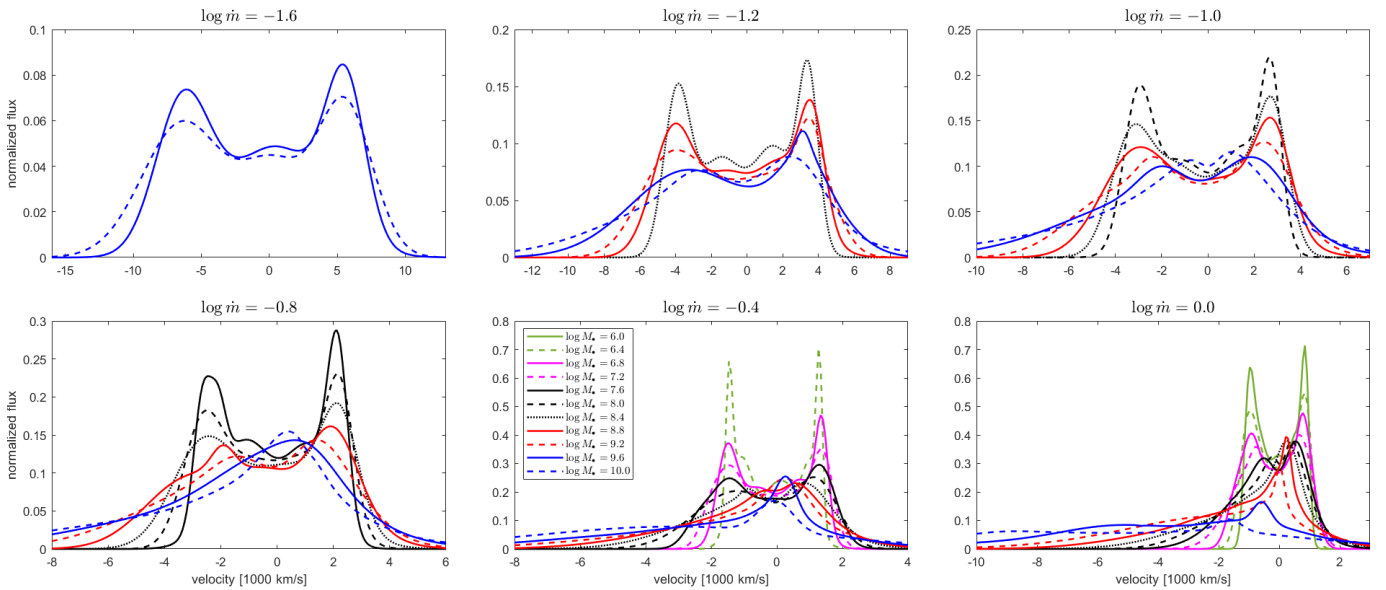 log ṁ = −1.6
log ṁ = −1.2
log ṁ = −1.0
0.1
0.08
0.06
0.04
0.02
0
normalized flux
-15 -10 -5 0 5 10
0.2
0.15
0.1
0.05
0
-12 -10 -8 -6 -4 -2 0 2 4 6 8
0.25
0.2
0.15
0.1
0.05
0
-10 -8 -6 -4 -2 0 2 4 6
log ṁ = −0.8
log ṁ = −0.4
log ṁ = 0.0
0.3
0.25
0.2
0.15
0.1
0.05
0
normalized flux
-8 -6 -4 -2 0 2 4 6
velocity [1000 km/s]
0.8
0.7
0.6
0.5
0.4
0.3
0.2
0.1
0
log M• = 6.0
log M• = 6.4
log M• = 6.8
log M• = 7.2
log M• = 7.6
log M• = 8.0
log M• = 8.4
log M• = 8.8
log M• = 9.2
log M• = 9.6
log M• = 10.0
-8 -6 -4 -2 0 2 4
velocity [1000 km/s]
0.8
0.7
0.6
0.5
0.4
0.3
0.2
0.1
0
-10 -8 -6 -4 -2 0 2
velocity [1000 km/s]